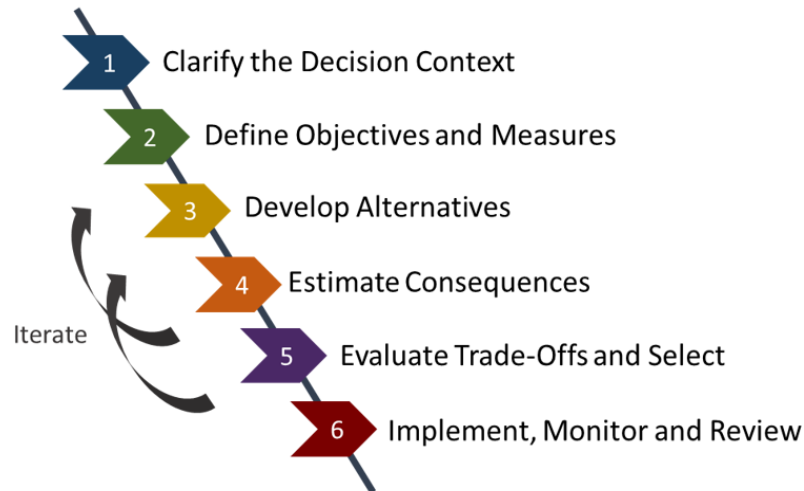 1 Clarify the Decision Context
2 Define Objectives and Measures
3 Develop Alternatives
4 Estimate Consequences
Iterate
5 Evaluate Trade-Offs and Select
6 Implement, Monitor and Review